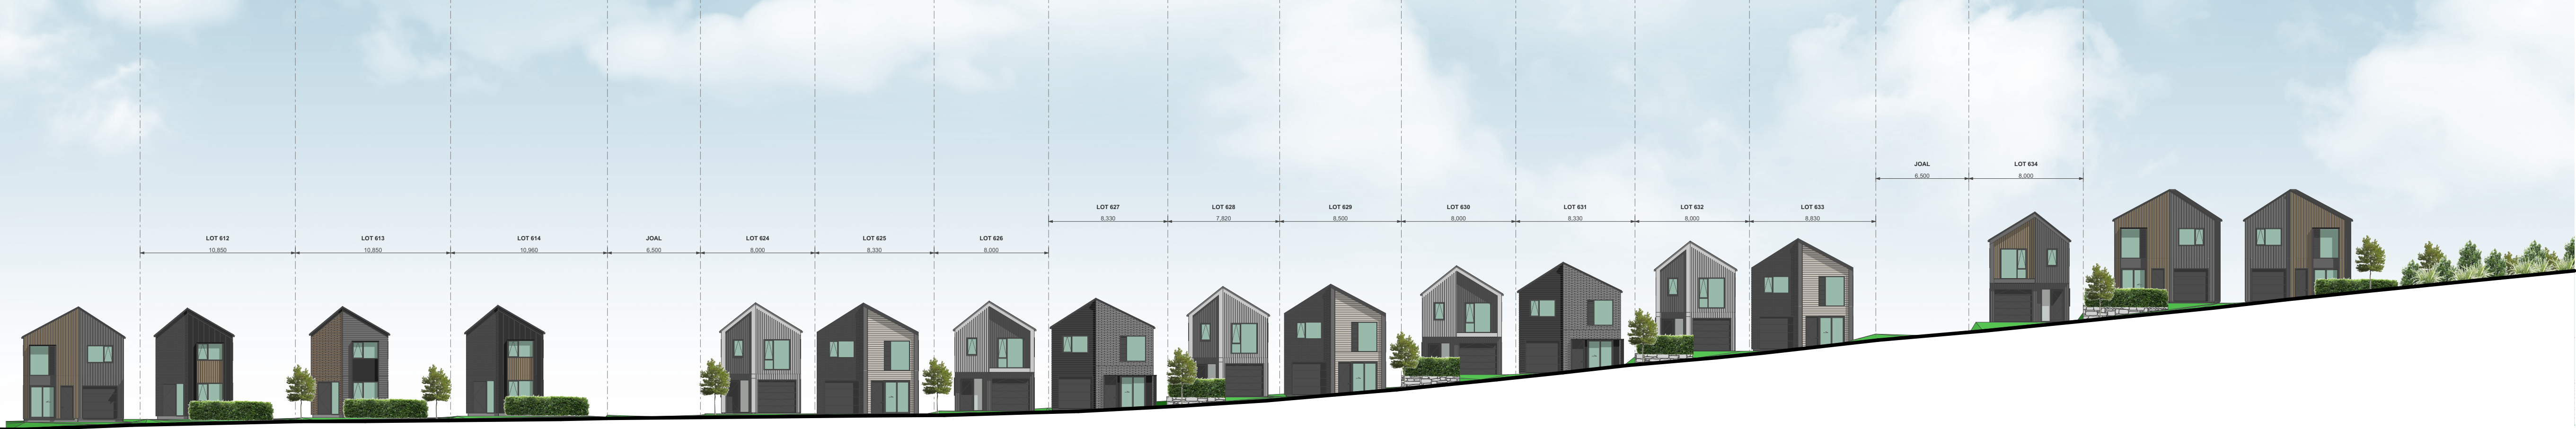 LOT 612
10,850
LOT 613
10,850
LOT 614
10,960
JOAL
6,500
LOT 624
8,000
LOT 625
8,330
LOT 626
8,000
LOT 627
8,330
LOT 628
7,820
LOT 629
8,500
LOT 630
8,000
LOT 631
8,330
LOT 632
8,000
LOT 633
8,830
JOAL
6,500
LOT 634
8,000